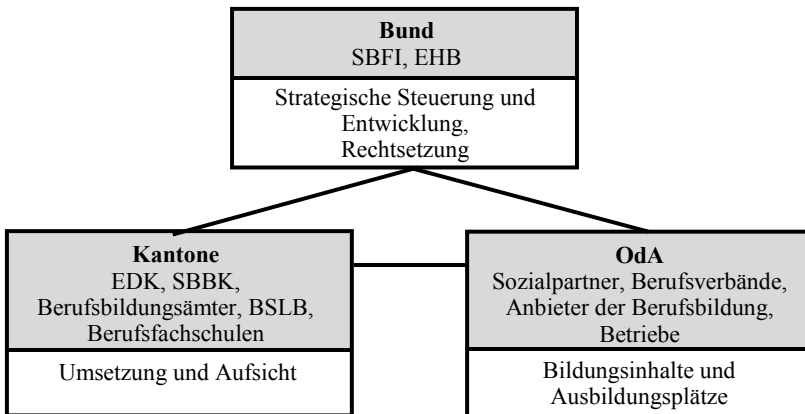 Bund
SBFI, EHB
Strategische Steuerung und
Entwicklung,
Rechtsetzung
Kantone
EDK, SBBK,
Berufsbildungsämter, BSLB,
Berufsfachschulen
Umsetzung und Aufsicht
OdA
Sozialpartner, Berufsverbände,
Anbieter der Berufsbildung,
Betriebe
Bildungsinhalte und
Ausbildungsplätze